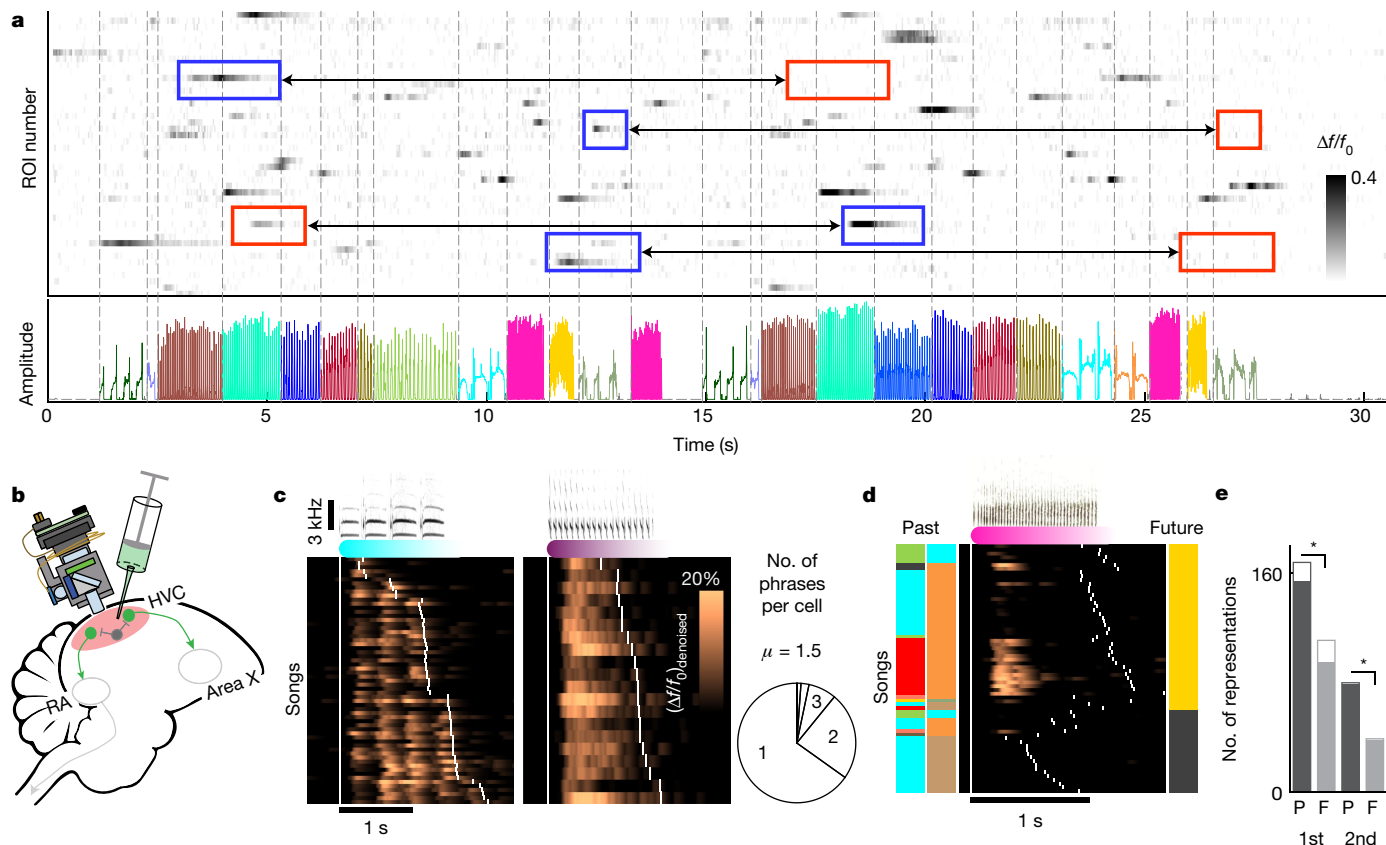 a
ROI number
Δf/f0
0.4
Amplitude
0
5
10
15
20
25
30
Time (s)
b
HVC
RA
Area X
c
3 kHz
20%
(Δf/f0)denoised
Songs
1 s
No. of
phrases
per cell
μ = 1.5
1
2
3
d
Past
Future
Songs
1 s
e
No. of representations
160
0
* *
P F P F
1st 2nd